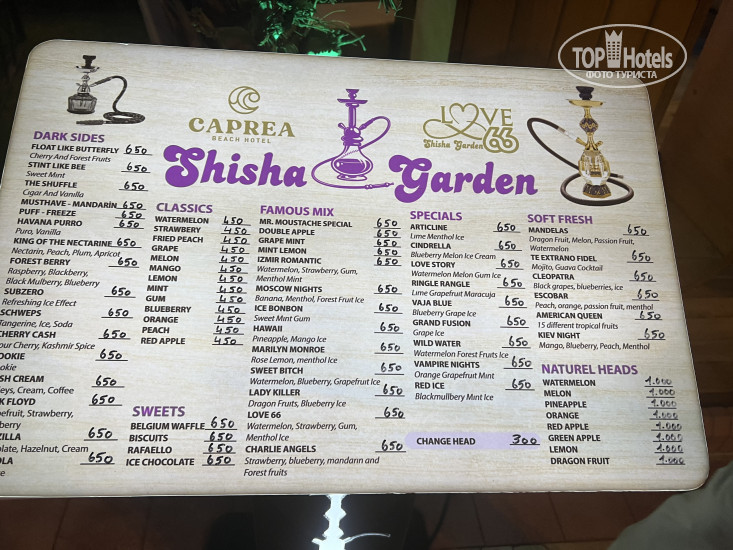 TOP Hotels
ФОТО ТУРИСТА
CAPREA
BEACH HOTEL
LOVE
66
Shisha Garden
Shisha Garden
DARK SIDES
FLOAT LIKE BUTTERFLY 650
Cherry And Forest Fruits
STINT LIKE BEE 650
Sweet Mint
THE SHUFFLE 650
Cigar And Vanilla
MUSTHAVE - MANDARİN 650
PUFF - FREEZE 650
HAVANA PURRO 650
Puro, Vanilla
KING OF THE NECTARINE 650
Nectarin, Peach, Plum, Apricot
FOREST BERRY 650
Raspberry, Blackberry,
Black Mulberry, Blueberry
SUBZERO 650
Refreshing Ice Effect
SCHWEPS 650
Tangerine, Ice, Soda
CHERRY CASH 650
our Cherry, Kashmir Spice
OOKIE 650
okie
SH CREAM 650
leys, Cream, Coffee
K FLOYD 650
pefruit, Strawberry,
berry
ZILLA 650
olate, Hazelnut, Cream
OLA 650
Ice
CLASSICS
WATERMELON 450
STRAWBERY 450
FRIED PEACH 450
GRAPE 450
MELON 450
MANGO 450
LEMON 450
MINT 450
GUM 450
BLUEBERRY 450
ORANGE 450
PEACH 450
RED APPLE 450
SWEETS
BELGIUM WAFFLE 650
BISCUITS 650
RAFAELLO 650
ICE CHOCOLATE 650
FAMOUS MIX
MR. MOUSTACHE SPECIAL 650
DOUBLE APPLE 650
GRAPE MINT 650
MINT LEMON 650
IZMIR ROMANTIC 650
Watermelon, Strawberry, Gum,
Menthol Mint
MOSCOW NIGHTS 650
Banana, Menthol, Forest Fruit Ice
ICE BONBON 650
Sweet Mınt Gum
HAWAII 650
Pineapple, Mango Ice
MARILYN MONROE 650
Rose Lemon, menthol Ice
SWEET BITCH 650
Watermelon, Blueberry, Grapefruit Ice
LADY KILLER 650
Dragon Fruits, Blueberry Ice
LOVE 66 650
Watermelon, Strawberry, Gum,
Menthol Ice
CHARLIE ANGELS 650
Strawberry, blueberry, mandarın and
Forest fruits
SPECIALS
ARTICLINE 650
Lime Menthol Ice
CINDRELLA 650
Blueberry Melon Ice Cream
LOVE STORY 650
Watermelon Melon Gum Ice
RINGLE RANGLE 650
Lime Grapefruit Maracuja
VAJA BLUE 650
Blueberry Grape Ice
GRAND FUSION 650
Grape Ice
WILD WATER 650
Watermelon Forest Fruits Ice
VAMPIRE NIGHTS 650
Orange Grapefruit Mint
RED ICE 650
Blackmullbery Mint Ice
CHANGE HEAD 300
SOFT FRESH
MANDELAS 650
Dragon Fruit, Melon, Passion Fruit,
Watermelon
TE EXTRANO FIDEL 650
Mojito, Guava Cocktail
CLEOPATRA 650
Black grapes, blueberries, ice
ESCOBAR 650
Peach, orange, passion fruit, menthol
AMERICAN QUEEN 650
15 different tropical fruits
KIEV NIGHT 650
Mango, Blueberry, Peach, Menthol
NATUREL HEADS
WATERMELON 1.000
MELON 1.000
PINEAPPLE 1.000
ORANGE 1.000
RED APPLE 1.000
GREEN APPLE 1.000
LEMON 1.000
DRAGON FRUIT 1.000